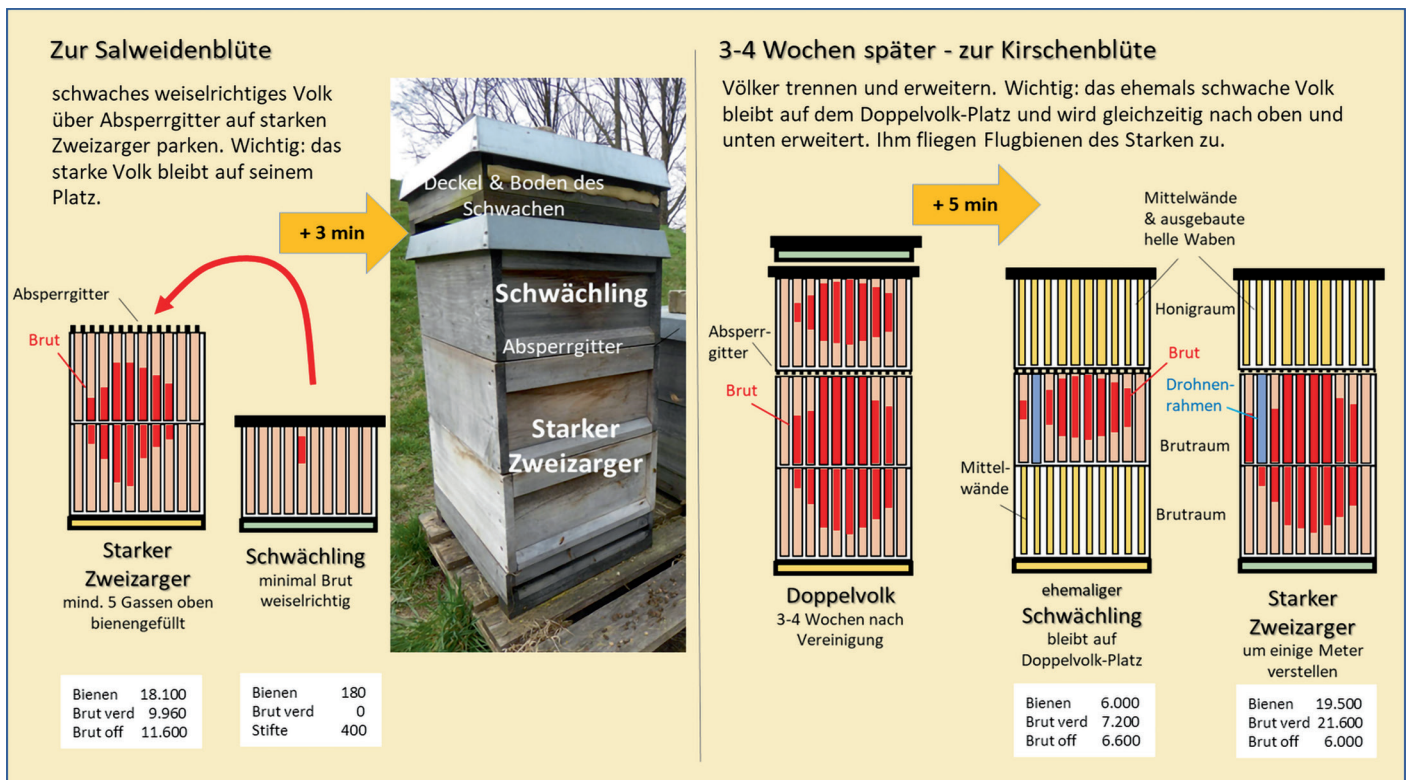 Zur Salweidenblüte
schwaches weiselrichtiges Volk
über Absperrgitter auf starken
Zweizarger parken. Wichtig: das
starke Volk bleibt auf seinem
Platz.
+ 3 min
Deckel & Boden des
Schwachen
Schwächling
Absperrgitter
Starker
Zweizarger
Absperrgitter
Brut
Starker
Zweizarger
mind. 5 Gassen oben
bienengefüllt
Schwächling
minimal Brut
weiselrichtig
Bienen 18.100
Brut verd 9.960
Brut off 11.600
Bienen 180
Brut verd 0
Stifte 400
3-4 Wochen später - zur Kirschenblüte
Völker trennen und erweitern. Wichtig: das ehemals schwache Volk
bleibt auf dem Doppelvolk-Platz und wird gleichzeitig nach oben und
unten erweitert. Ihm fliegen Flugbienen des Starken zu.
+ 5 min
Mittelwände
& ausgebaute
helle Waben
Absperr-
gitter
Brut
Honigraum
Brut
Drohnen-
rahmen
Brutraum
Mittel-
wände
Brutraum
Doppelvolk
3-4 Wochen nach
Vereinigung
ehemaliger
Schwächling
bleibt auf
Doppelvolk-Platz
Starker
Zweizarger
um einige Meter
verstellen
Bienen 6.000
Brut verd 7.200
Brut off 6.600
Bienen 19.500
Brut verd 21.600
Brut off 6.000